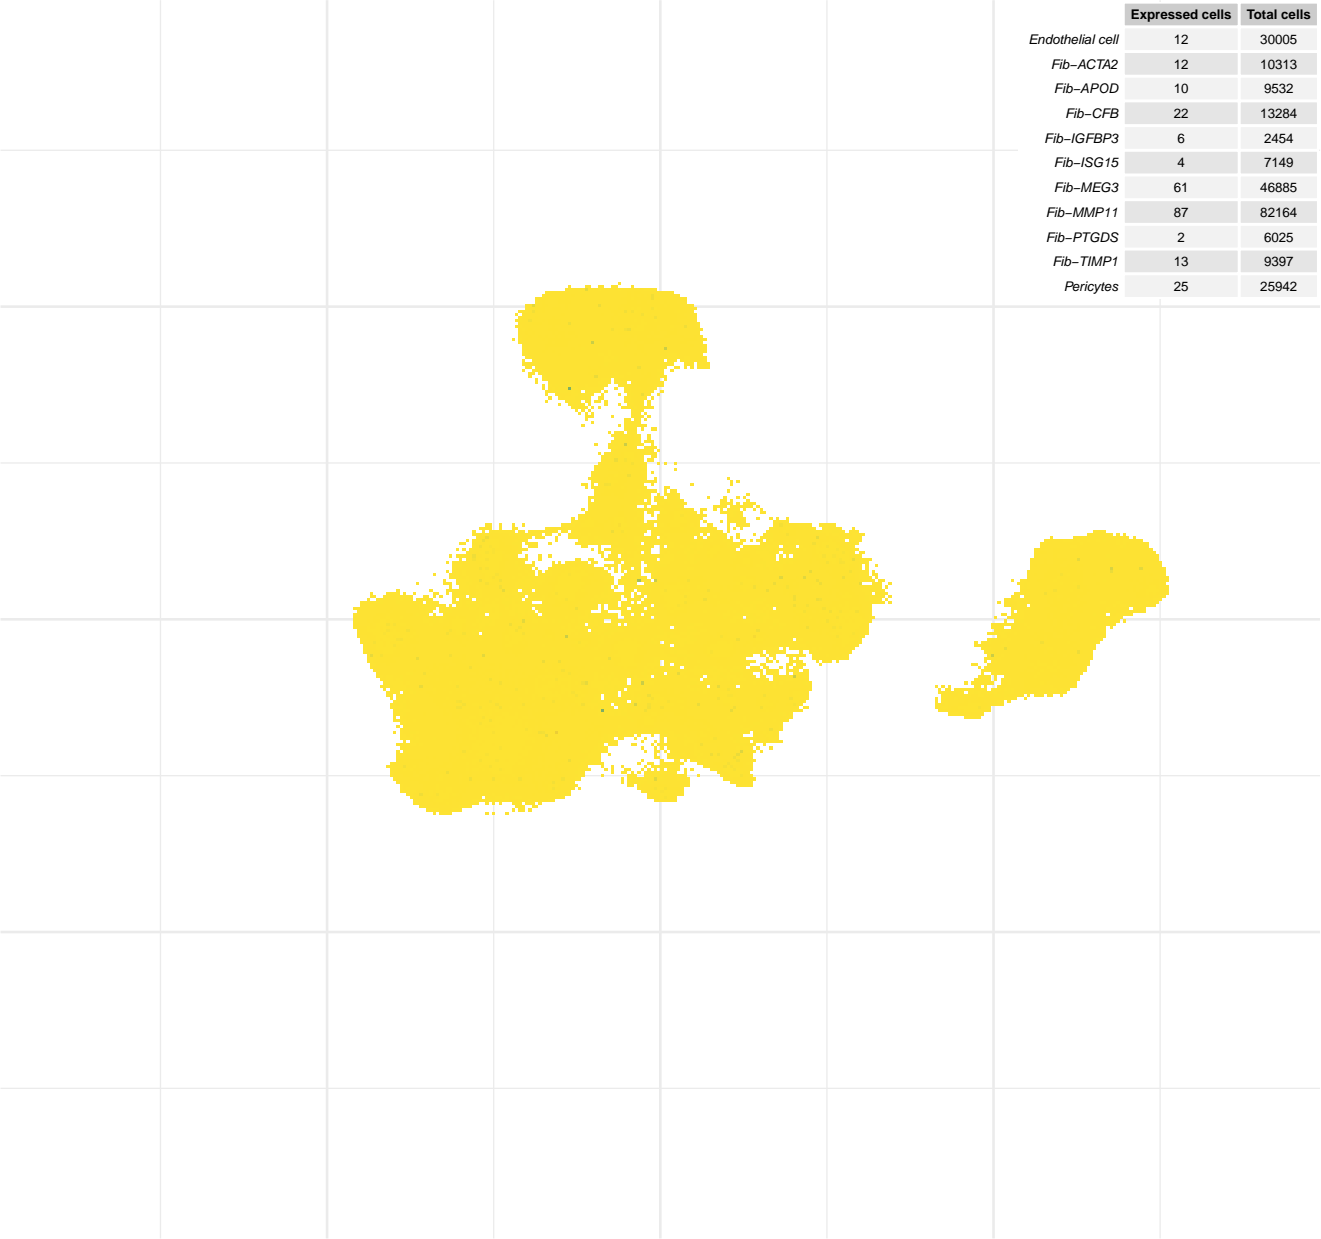 Expressed cells Total cells
Endothelial cell 12 30005
Fib−ACTA2 12 10313
Fib−APOD 10 9532
Fib−CFB 22 13284
Fib−IGFBP3 6 2454
Fib−ISG15 4 7149
Fib−MEG3 61 46885
Fib−MMP11 87 82164
Fib−PTGDS 2 6025
Fib−TIMP1 13 9397
Pericytes 25 25942